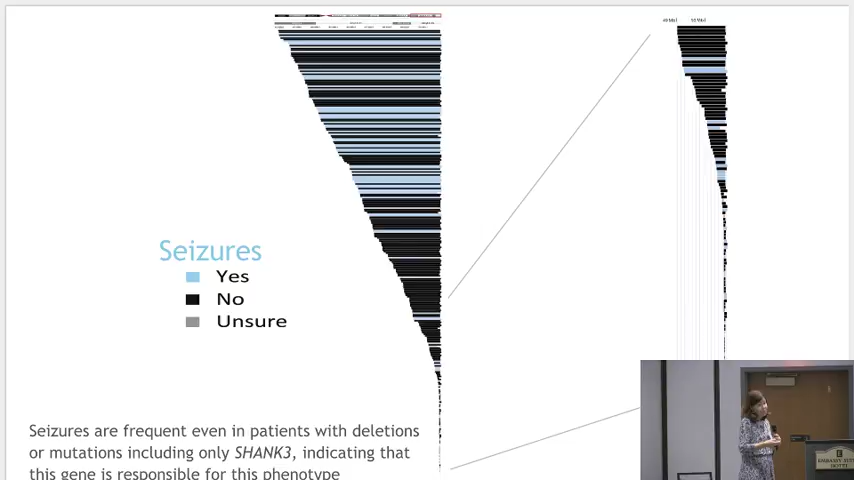 Seizures
Yes
No
Unsure
Seizures are frequent even in patients with deletions
or mutations including only SHANK3, indicating that
this gene is responsible for this phenotype